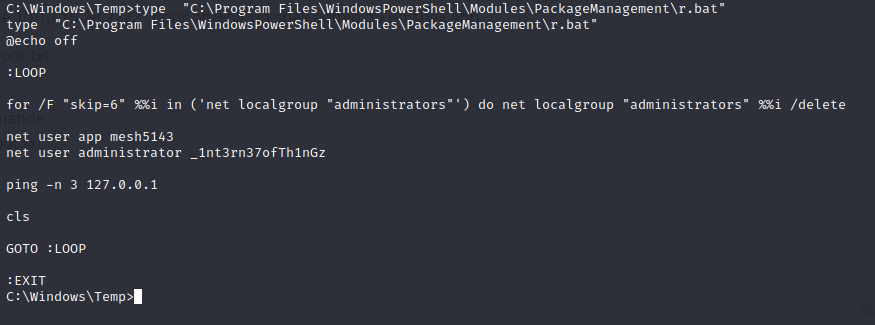 C:\Windows\Temp>type  "C:\Program Files\WindowsPowerShell\Modules\PackageManagement\r.bat"
type  "C:\Program Files\WindowsPowerShell\Modules\PackageManagement\r.bat"
@echo off
:LOOP
for /F "skip=6" %%i in ('net localgroup "administrators"') do net localgroup "administrators" %%i /delete
net user app mesh5143
net user administrator _1nt3rn37ofTh1nGz
ping -n 3 127.0.0.1
cls
GOTO :LOOP
:EXIT
C:\Windows\Temp>